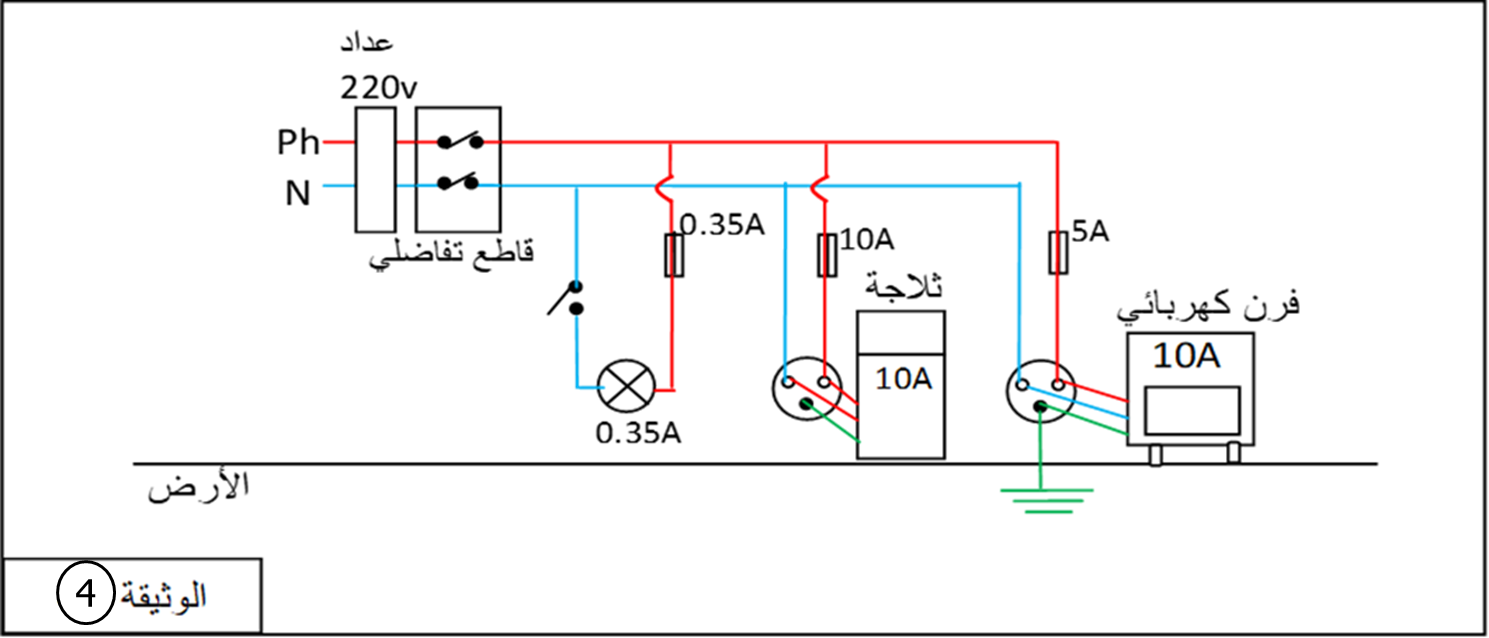 عداد
220v
Ph
N
قاطع تفاضلي
0.35A
10A
5A
ثلاجة
فرن كهربائي
10A
10A
0.35A
الأرض
الوثيقة 4